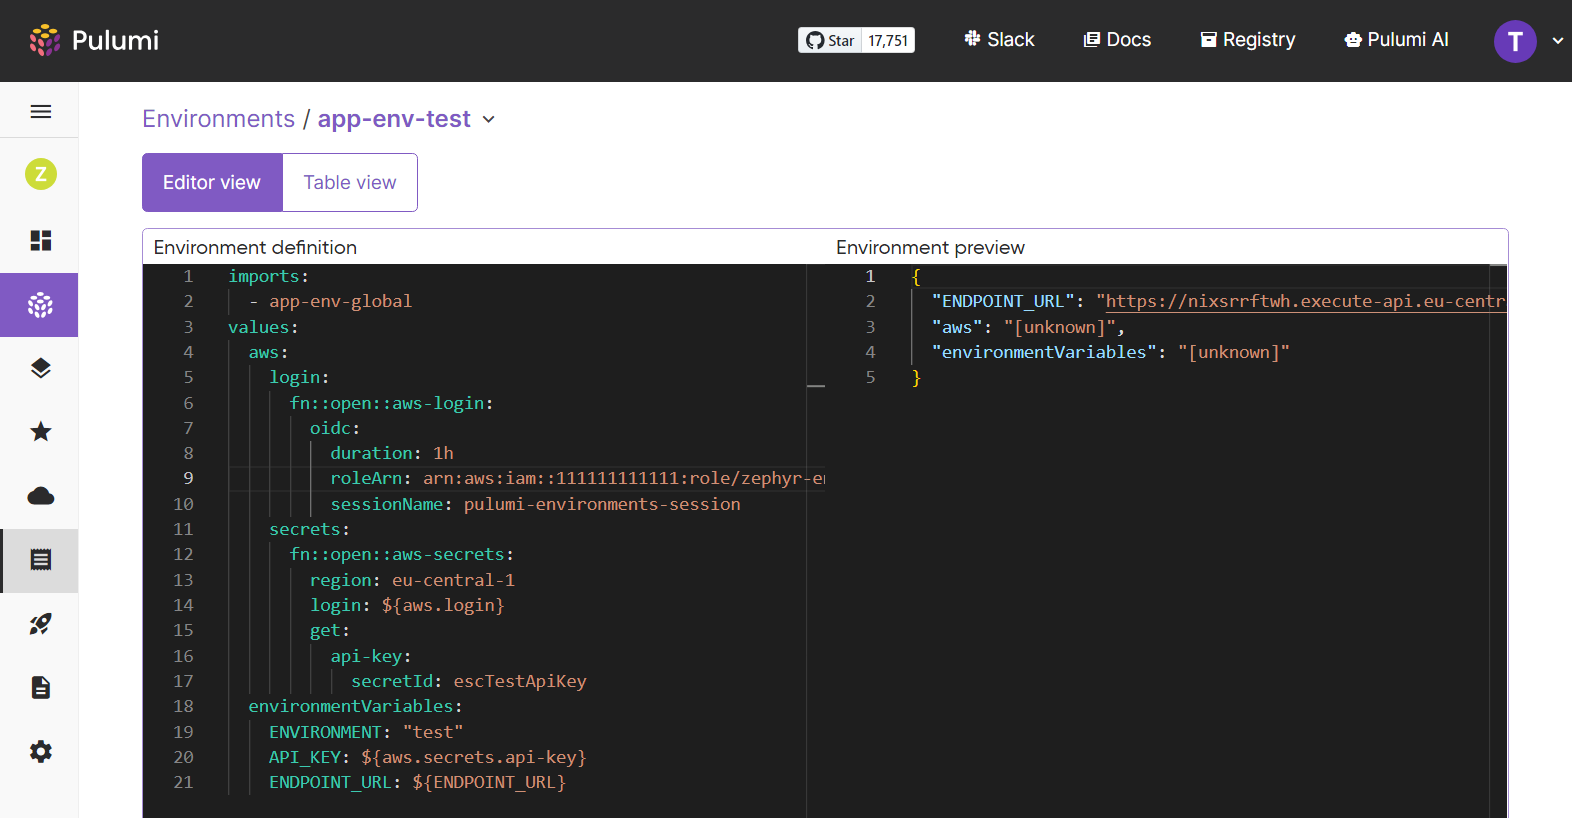 Pulumi
Star 17,751
Slack
Docs
Registry
Pulumi AI
T
Z
Environments / app-env-test
Editor view
Table view
Environment definition
1 imports:
2 - app-env-global
3 values:
4 aws:
5 login:
6 fn::open::aws-login:
7 oidc:
8 duration: 1h
9 roleArn: arn:aws:iam::111111111111:role/zephyr-e
10 sessionName: pulumi-environments-session
11 secrets:
12 fn::open::aws-secrets:
13 region: eu-central-1
14 login: ${aws.login}
15 get:
16 api-key:
17 secretId: escTestApiKey
18 environmentVariables:
19 ENVIRONMENT: "test"
20 API_KEY: ${aws.secrets.api-key}
21 ENDPOINT_URL: ${ENDPOINT_URL}
Environment preview
1 {
2 "ENDPOINT_URL": "https://nixsrrftwh.execute-api.eu-centr
3 "aws": "[unknown]",
4 "environmentVariables": "[unknown]"
5 }